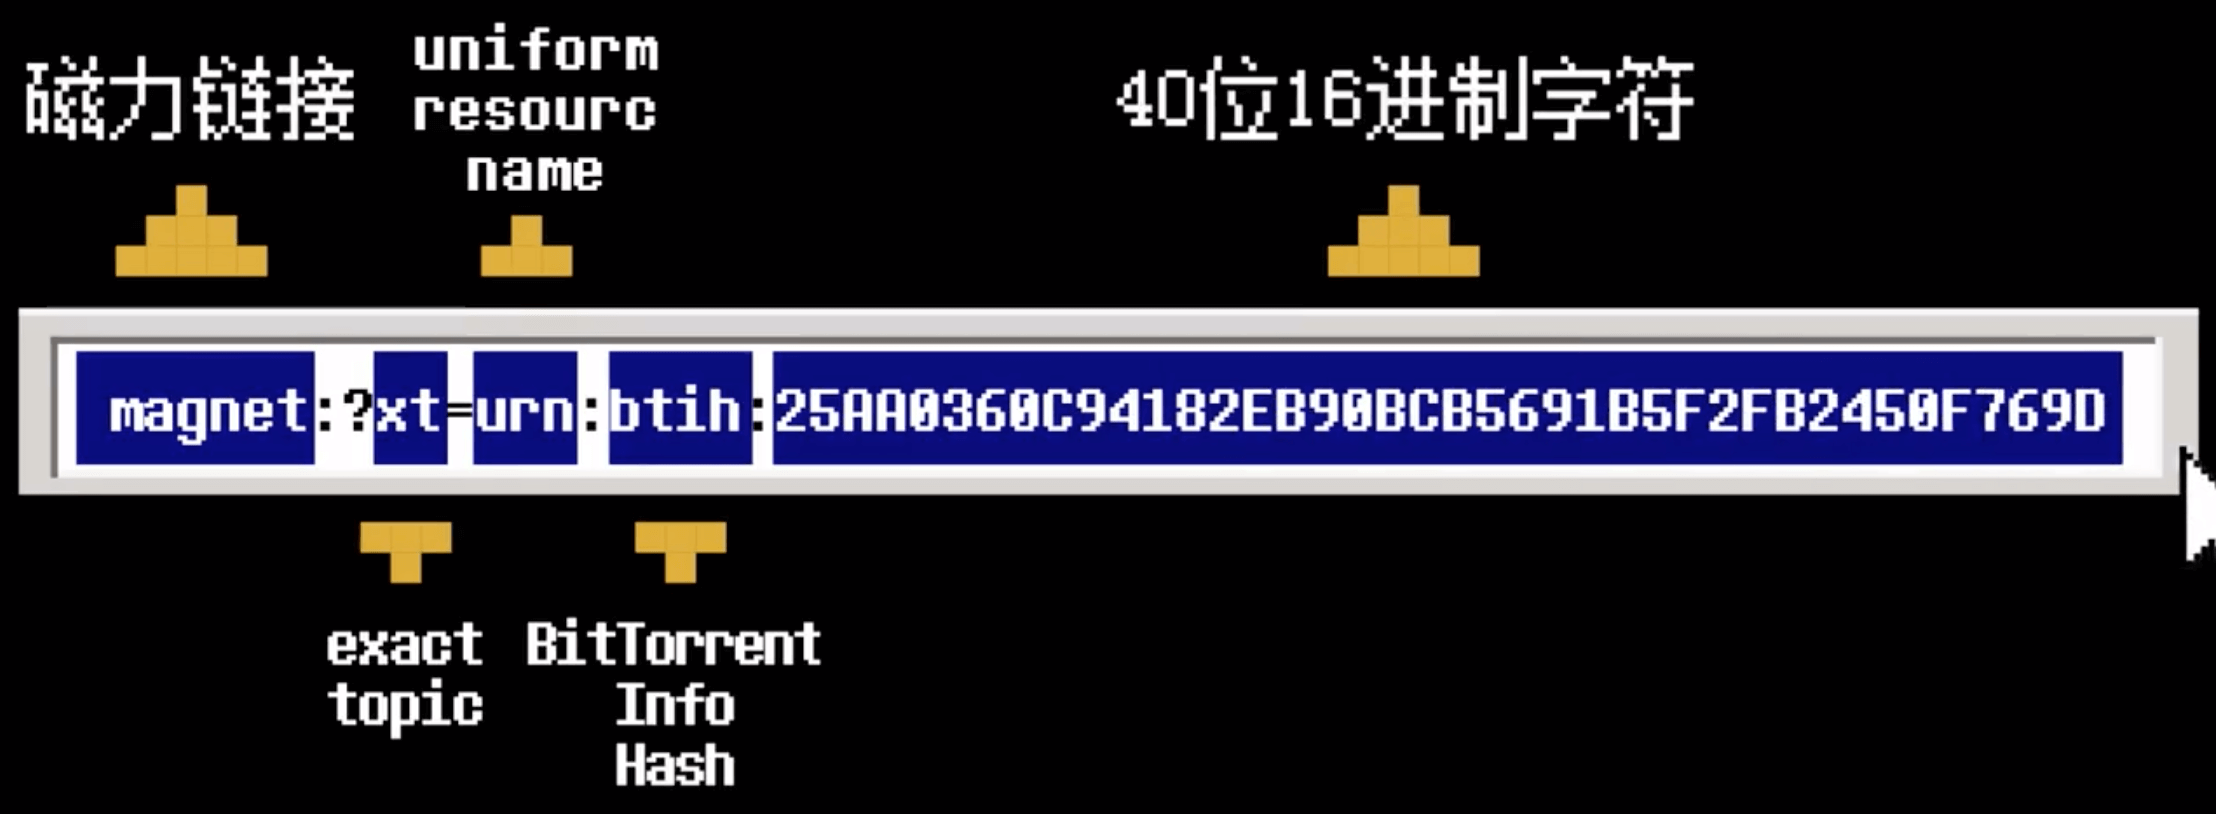 磁力链接
uniform
resourc
name
40位16进制字符
magnet:?xt=urn:btih:25AA0360C94182EB90BCB5691B5F2FB2450F769D
exact
topic
BitTorrent
Info
Hash